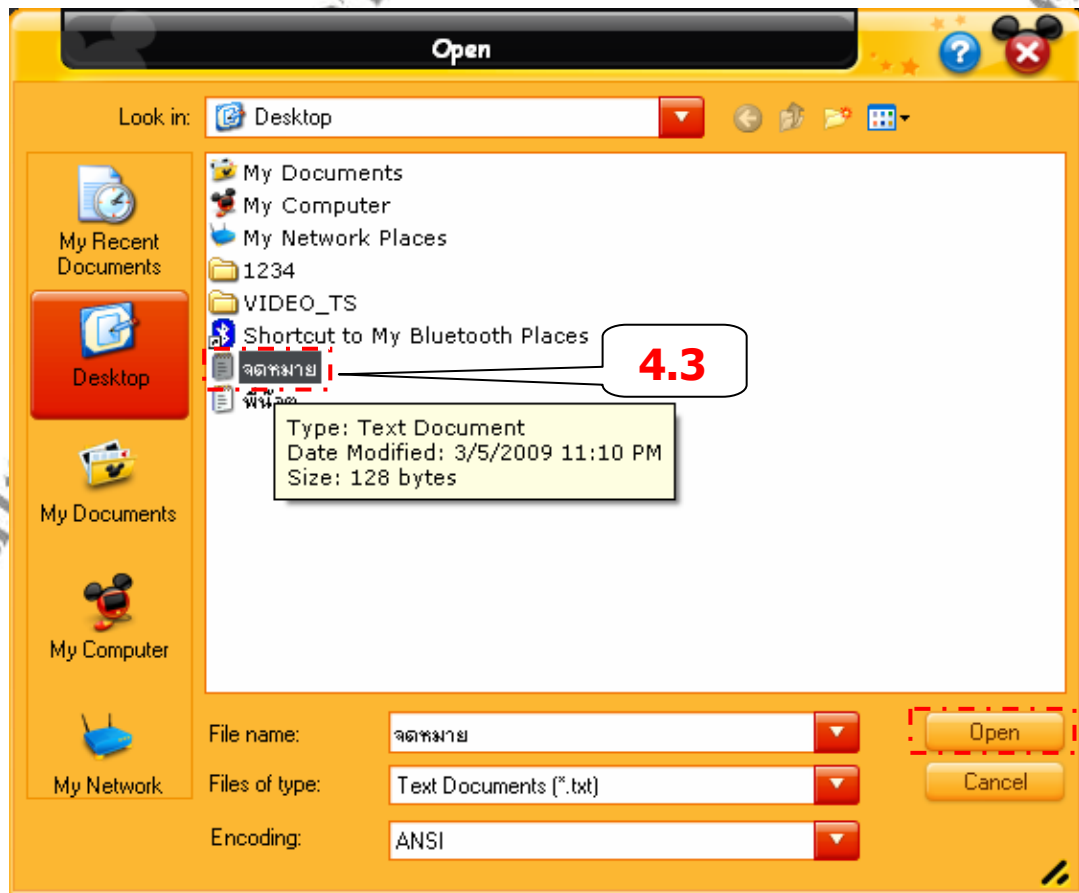 Open
Look in:
Desktop
My Recent
Documents
Desktop
My Documents
My Computer
My Network
My Documents
My Computer
My Network Places
1234
VIDEO_TS
Shortcut to My Bluetooth Places
จดหมาย
4.3
Type: Text Document
Date Modified: 3/5/2009 11:10 PM
Size: 128 bytes
File name:
จดหมาย
Open
Files of type:
Text Documents (*.txt)
Cancel
Encoding:
ANSI